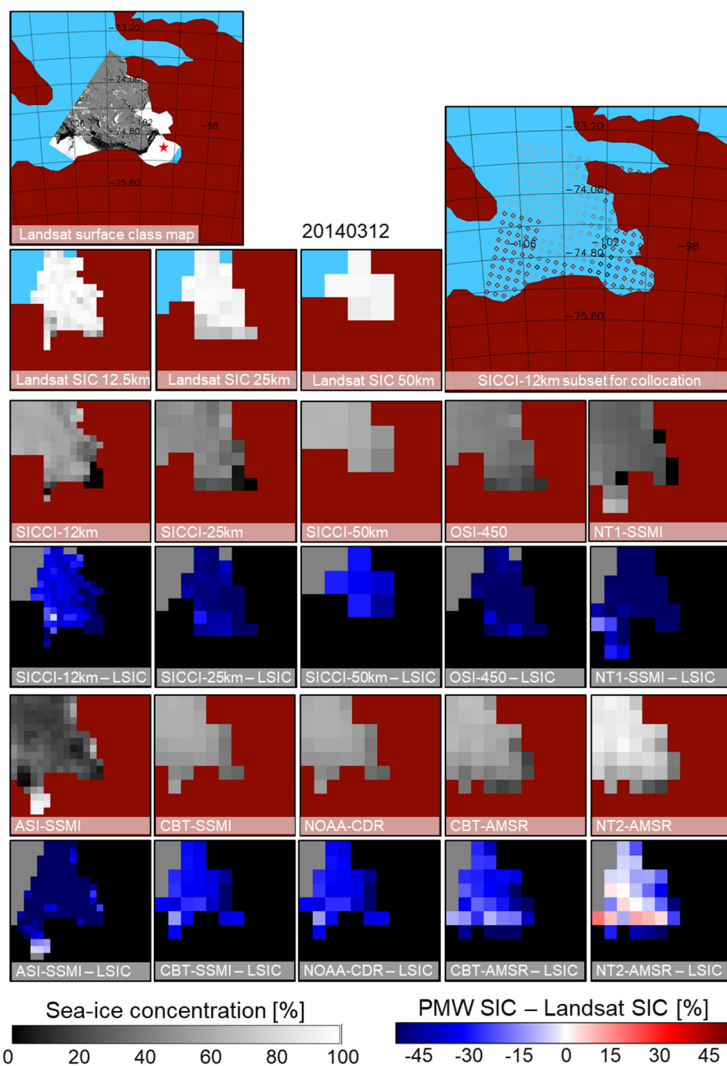 −73.20
−74.00
−102
−98
−74.80
−75.60
Landsat surface class map
20140312
−73.20
−74.00
−106
−102
−98
−74.80
−75.60
SICCI-12km subset for collocation
Landsat SIC 12.5km
Landsat SIC 25km
Landsat SIC 50km
SICCI-12km
SICCI-25km
SICCI-50km
OSI-450
NT1-SSMI
SICCI-12km – LSIC
SICCI-25km – LSIC
SICCI-50km – LSIC
OSI-450 – LSIC
NT1-SSMI – LSIC
ASI-SSMI
CBT-SSMI
NOAA-CDR
CBT-AMSR
NT2-AMSR
ASI-SSMI – LSIC
CBT-SSMI – LSIC
NOAA-CDR – LSIC
CBT-AMSR – LSIC
NT2-AMSR – LSIC
Sea-ice concentration [%]
0 20 40 60 80 100
PMW SIC – Landsat SIC [%]
-45 -30 -15 0 15 30 45